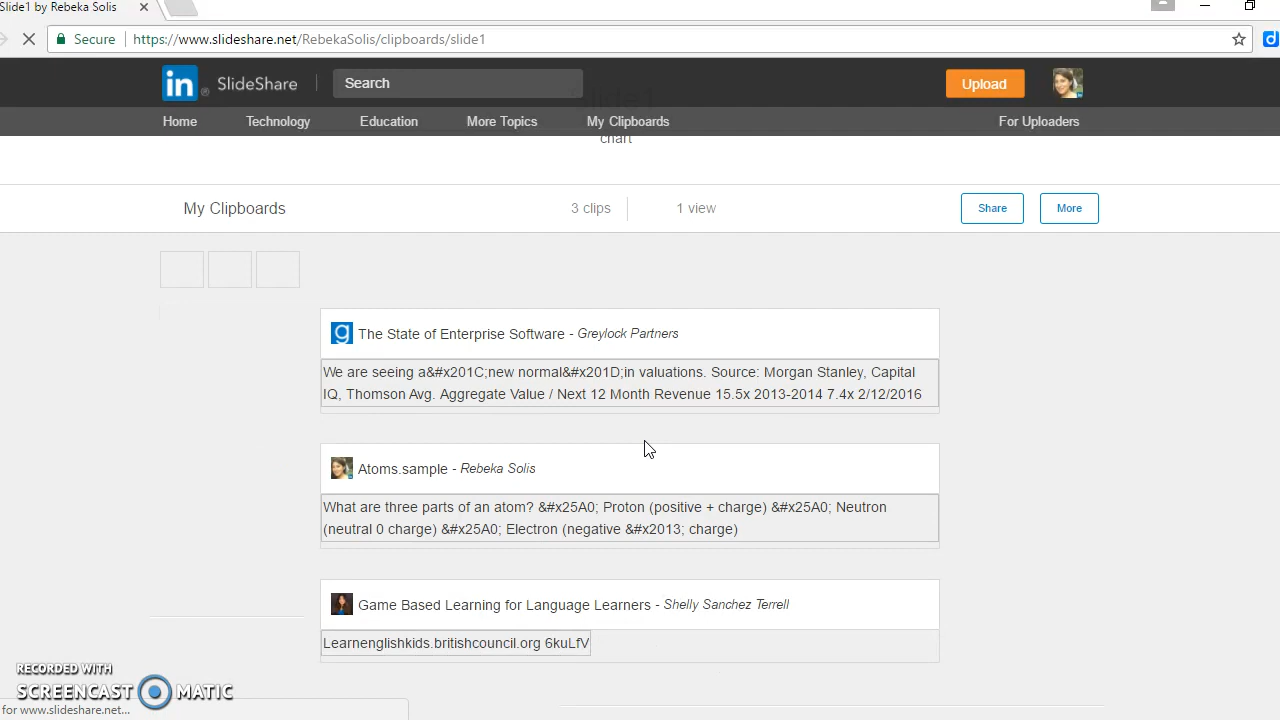 Slide1 by Rebeka Solis
Secure https://www.slideshare.net/RebekaSolis/clipboards/slide1
in SlideShare Search Upload
Home Technology Education More Topics My Clipboards For Uploaders
chart
My Clipboards 3 clips 1 view Share More
The State of Enterprise Software - Greylock Partners
We are seeing a&#x201C;new normal&#x201D;in valuations. Source: Morgan Stanley, Capital
IQ, Thomson Avg. Aggregate Value / Next 12 Month Revenue 15.5x 2013-2014 7.4x 2/12/2016
Atoms.sample - Rebeka Solis
What are three parts of an atom? &#x25A0; Proton (positive + charge) &#x25A0; Neutron
(neutral 0 charge) &#x25A0; Electron (negative &#x2013; charge)
Game Based Learning for Language Learners - Shelly Sanchez Terrell
Learnenglishkids.britishcouncil.org 6kuLfV
RECORDED WITH
SCREENCAST MATIC
for www.slideshare.net...